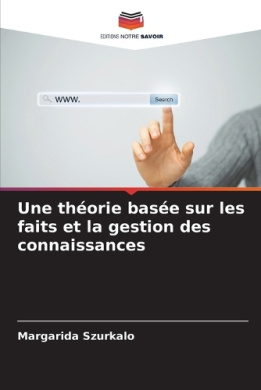 EDITIONS NOTRE SAVOIR
WWW.
Search
Une théorie basée sur les
faits et la gestion des
connaissances
Margarida Szurkalo